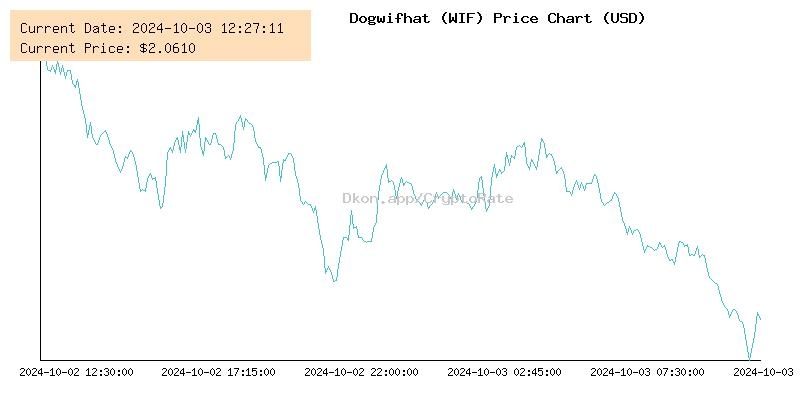 Dogwifhat (WIF) Price Chart (USD)
Current Date: 2024-10-03 12:27:11
Current Price: $2.0610
Dkon.app/CryptoRate
2024-10-02 12:30:00 2024-10-02 17:15:00 2024-10-02 22:00:00 2024-10-03 02:45:00 2024-10-03 07:30:00 2024-10-03